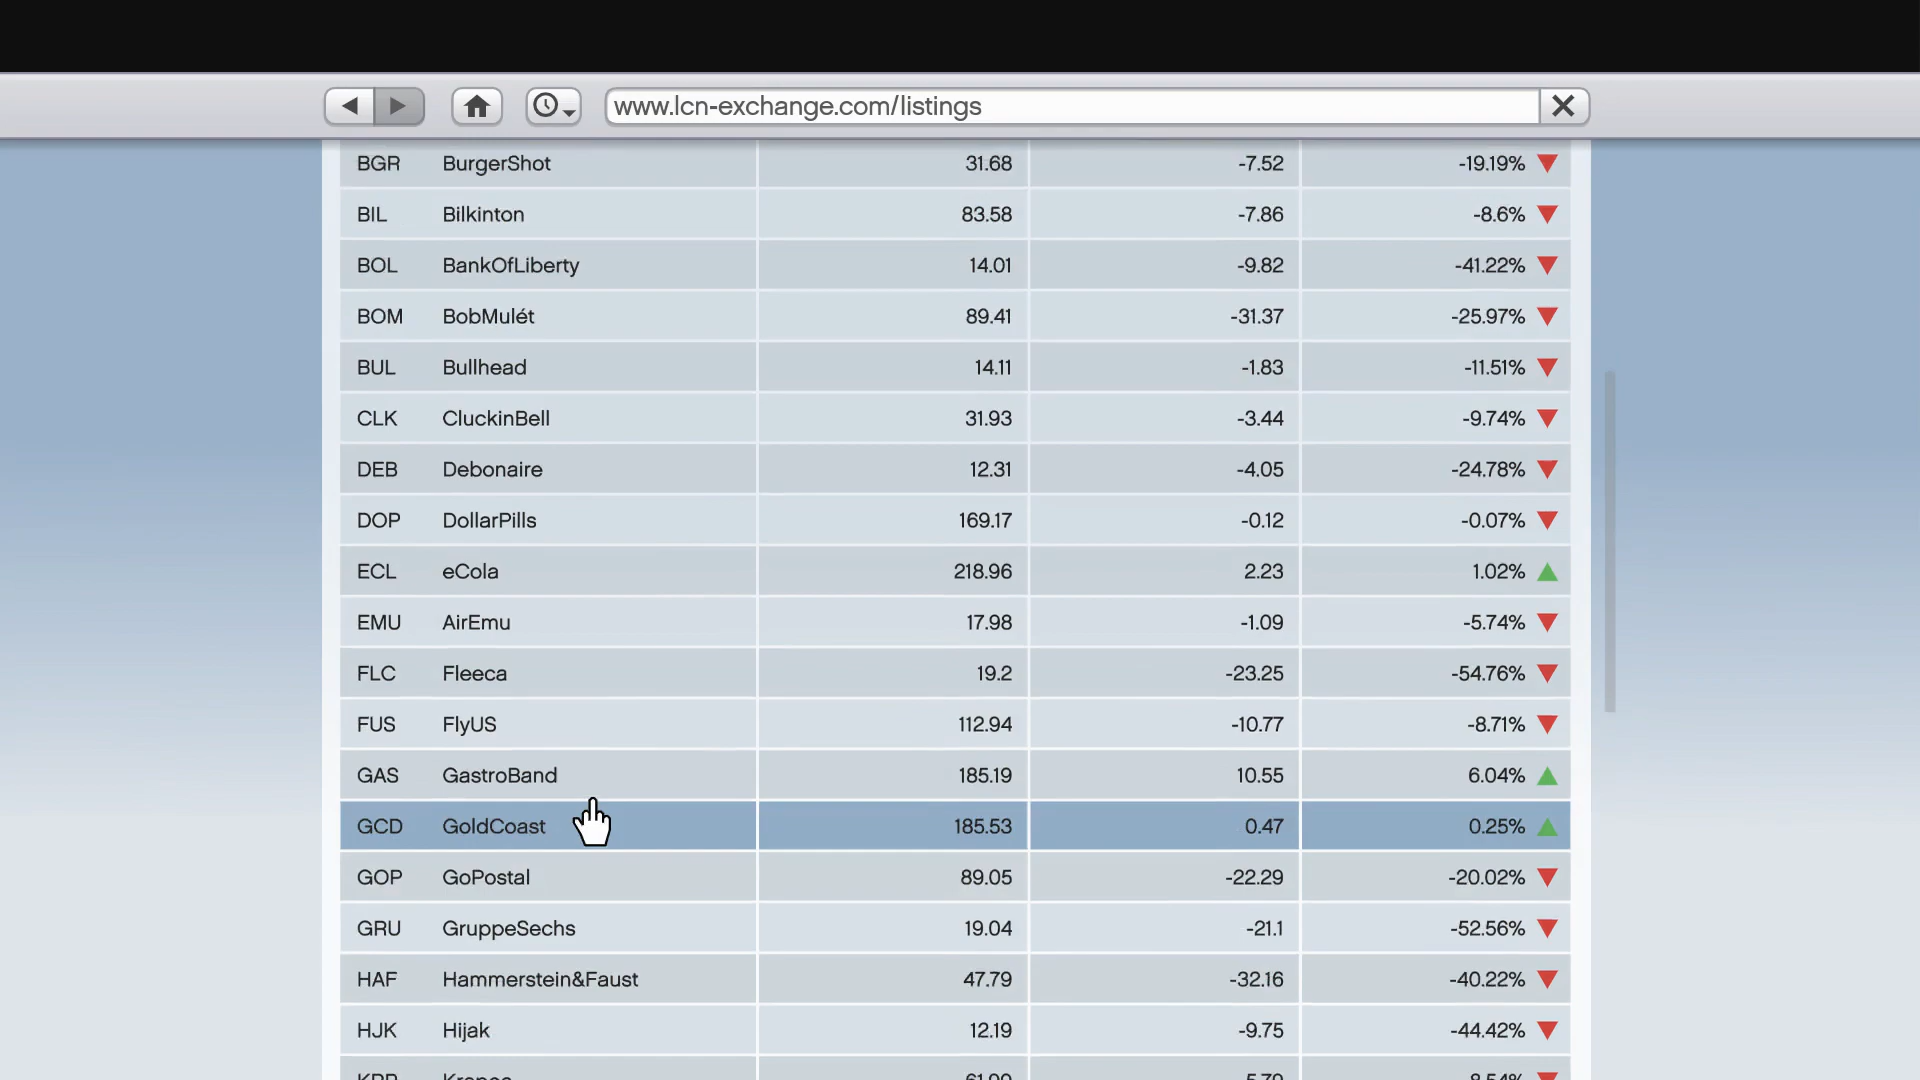 www.lcn-exchange.com/listings
BGR BurgerShot 31.68 -7.52 -19.19%
BIL Bilkinton 83.58 -7.86 -8.6%
BOL BankOfLiberty 14.01 -9.82 -41.22%
BOM BobMulét 89.41 -31.37 -25.97%
BUL Bullhead 14.11 -1.83 -11.51%
CLK CluckinBell 31.93 -3.44 -9.74%
DEB Debonaire 12.31 -4.05 -24.78%
DOP DollarPills 169.17 -0.12 -0.07%
ECL eCola 218.96 2.23 1.02%
EMU AirEmu 17.98 -1.09 -5.74%
FLC Fleeca 19.2 -23.25 -54.76%
FUS FlyUS 112.94 -10.77 -8.71%
GAS GastroBand 185.19 10.55 6.04%
GCD GoldCoast 185.53 0.47 0.25%
GOP GoPostal 89.05 -22.29 -20.02%
GRU GruppeSechs 19.04 -21.1 -52.56%
HAF Hammerstein&Faust 47.79 -32.16 -40.22%
HJK Hijak 12.19 -9.75 -44.42%